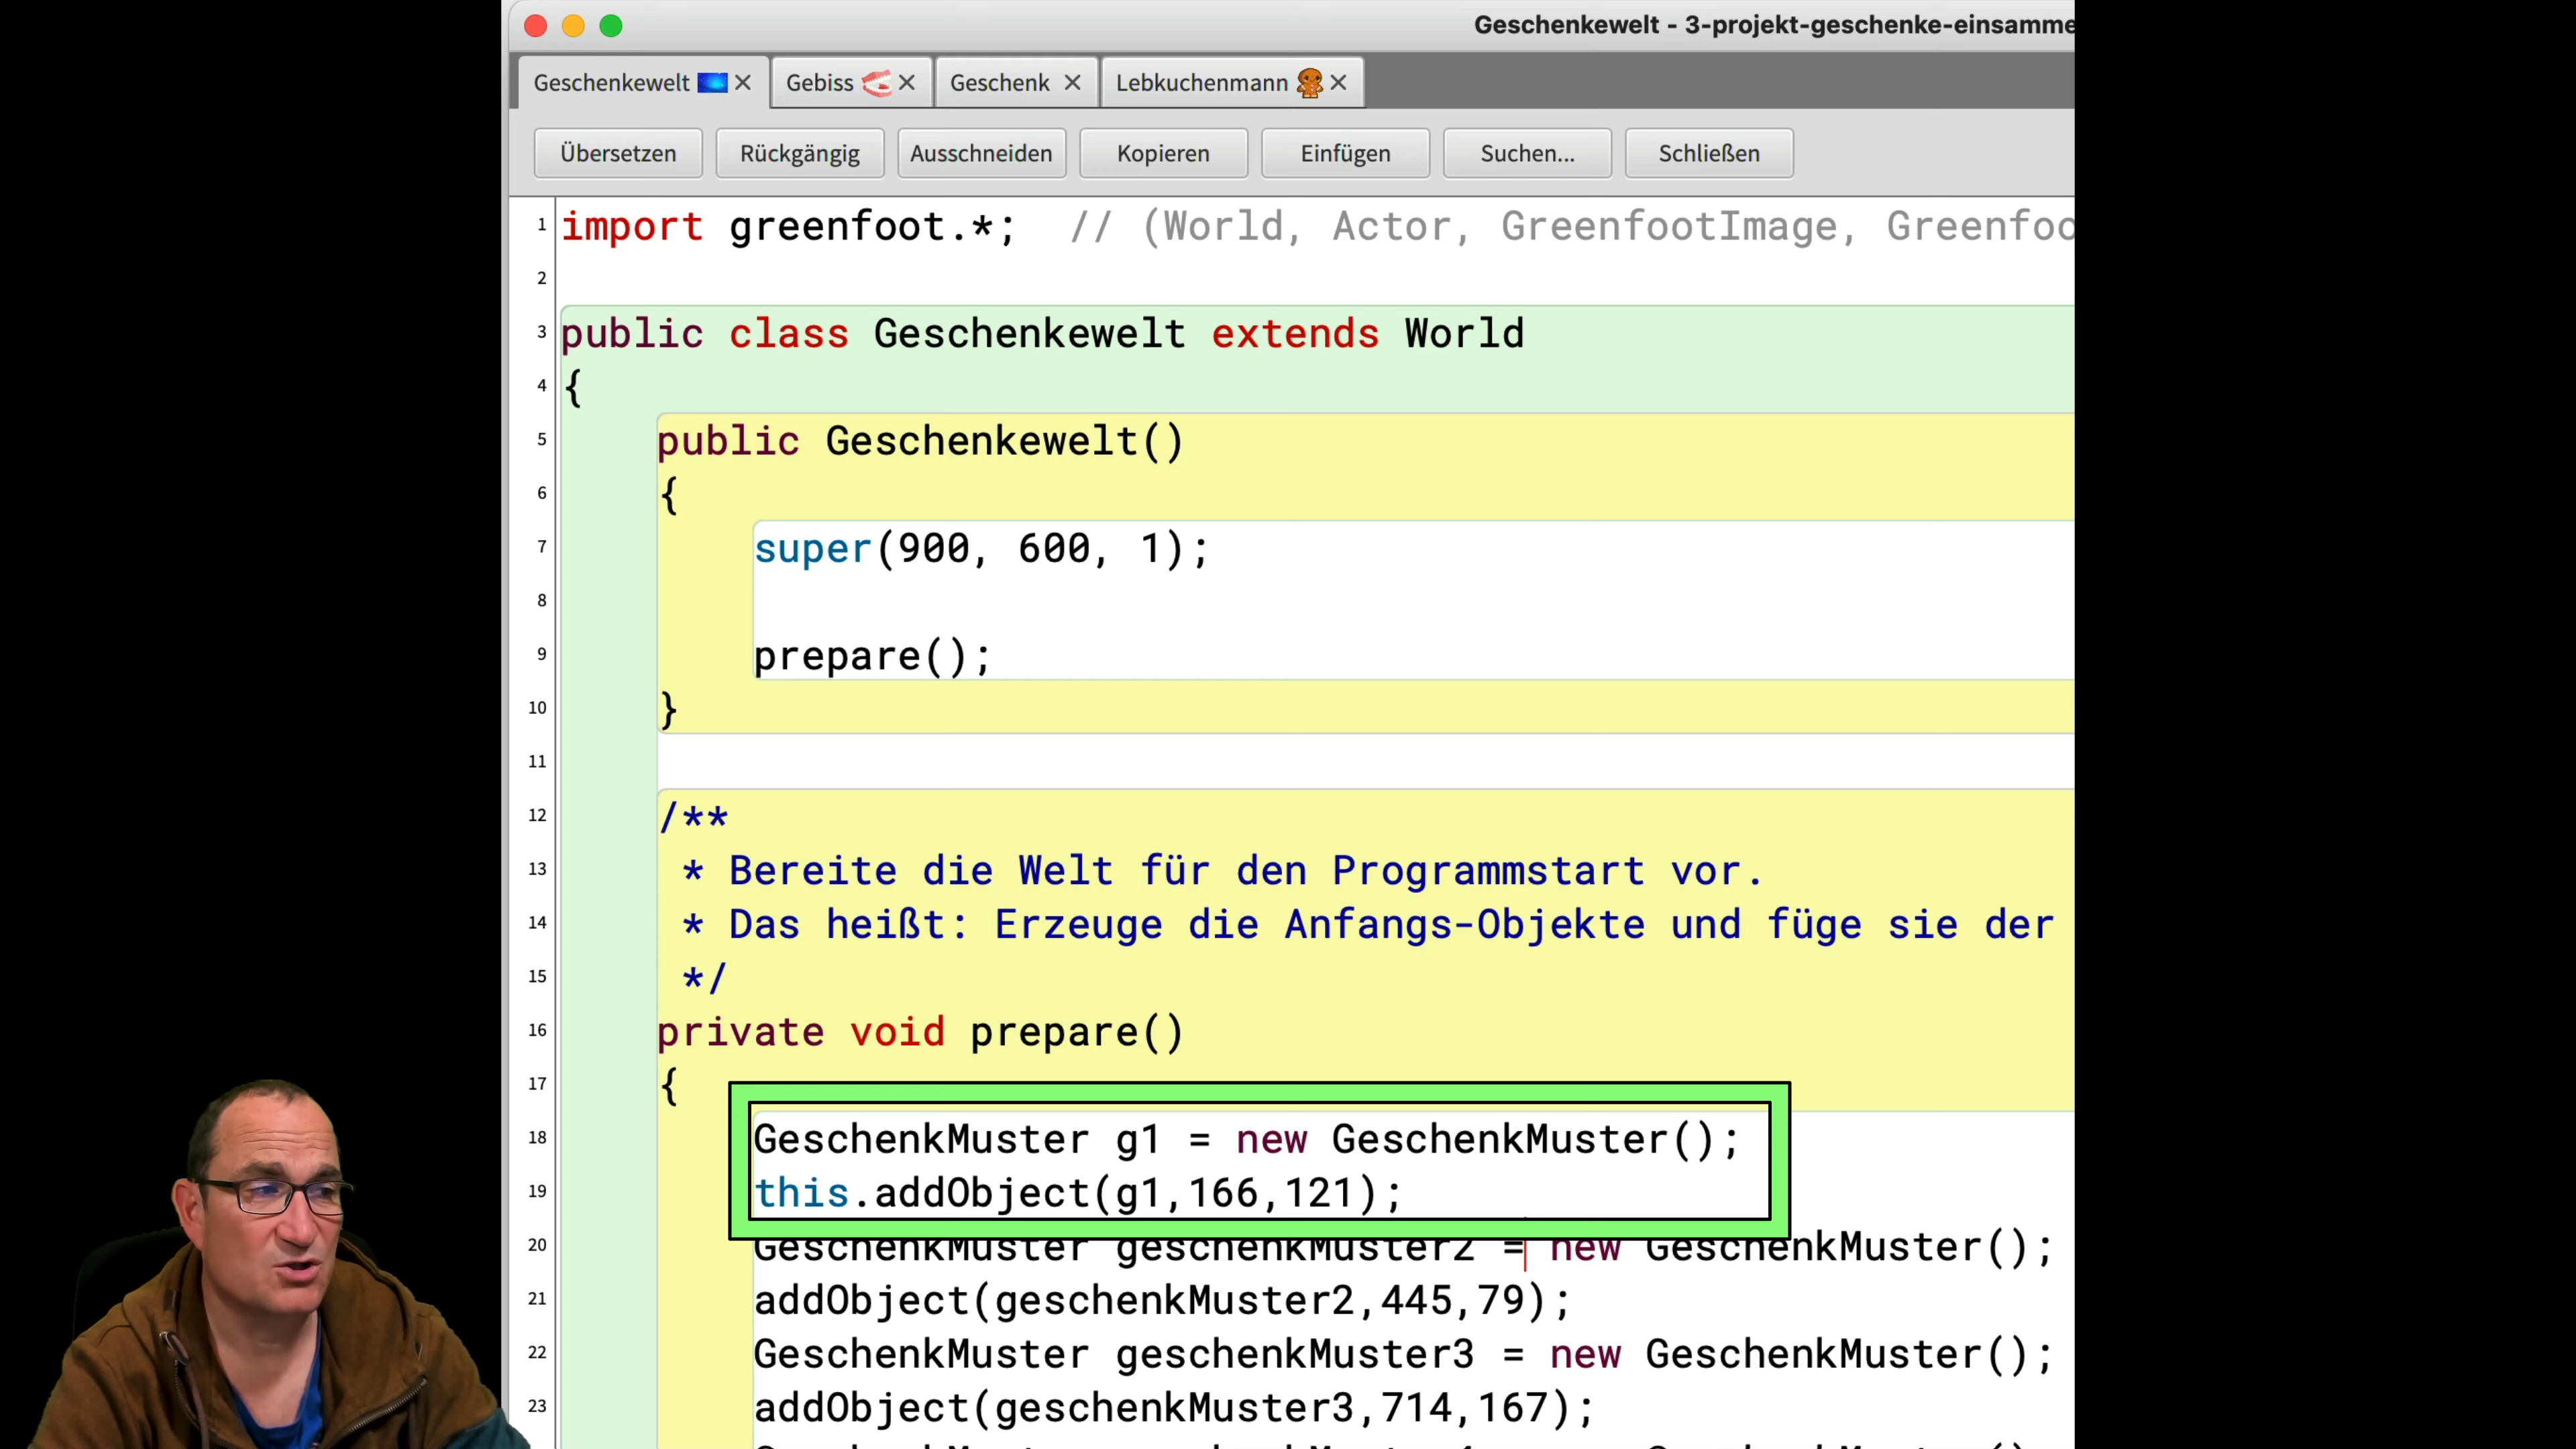 Geschenkewelt - 3-projekt-geschenke-einsamme
Geschenkewelt Gebiss Geschenk Lebkuchenmann
Übersetzen Rückgängig Ausschneiden Kopieren Einfügen Suchen... Schließen
1 import greenfoot.*; // (World, Actor, GreenfootImage, Greenfoo
2
3 public class Geschenkewelt extends World
4 {
5 public Geschenkewelt()
6 {
7 super(900, 600, 1);
8
9 prepare();
10 }
11
12 /**
13 * Bereite die Welt für den Programmstart vor.
14 * Das heißt: Erzeuge die Anfangs-Objekte und füge sie der
15 */
16 private void prepare()
17 {
18 GeschenkMuster g1 = new GeschenkMuster();
19 this.addObject(g1,166,121);
20 GeschenkMuster geschenkMuster2 = new GeschenkMuster();
21 addObject(geschenkMuster2,445,79);
22 GeschenkMuster geschenkMuster3 = new GeschenkMuster();
23 addObject(geschenkMuster3,714,167);